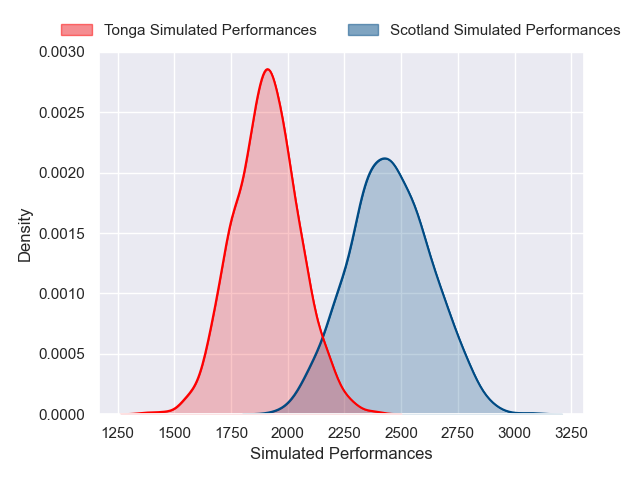 Tonga Simulated Performances Scotland Simulated Performances
0.0030
0.0025
0.0020
0.0015
0.0010
0.0005
0.0000
Density
1250 1500 1750 2000 2250 2500 2750 3000 3250
Simulated Performances